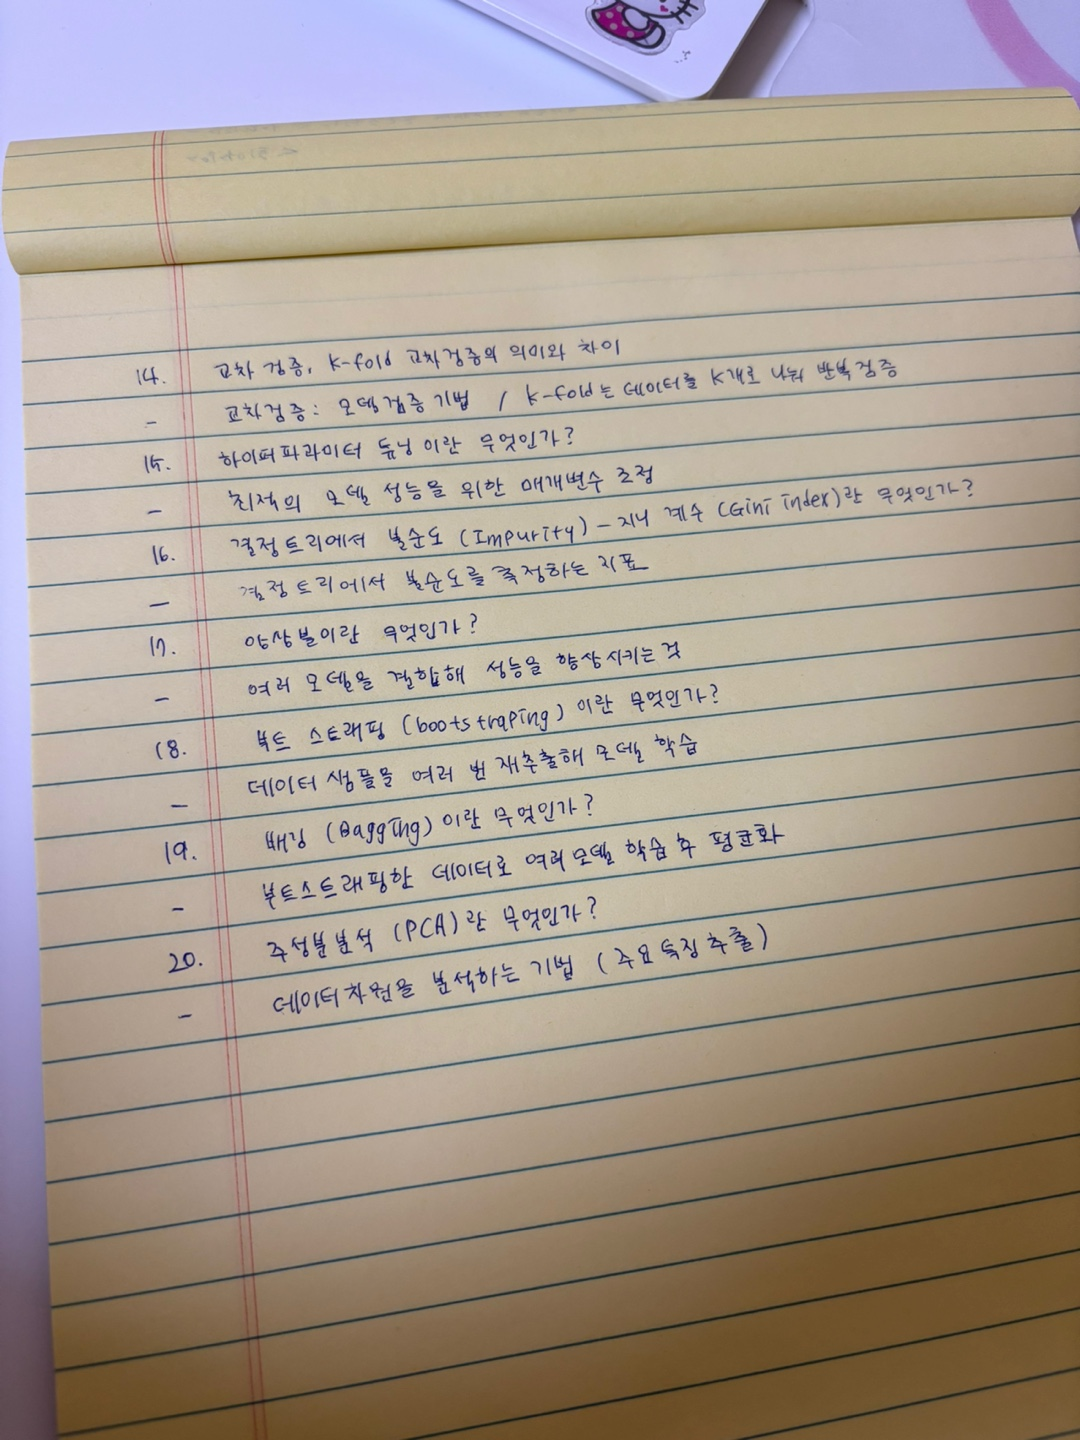 14. 교차 검증, K-fold 교차검증의 의미와 차이
- 교차검증: 모델검증 기법 / K-fold는 데이터를 K개로 나눠 반복검증
15. 하이퍼파라미터 튜닝이란 무엇인가?
- 최적의 모델 성능을 위한 매개변수 조정
16. 결정트리에서 불순도 (Impurity) - 지니 계수 (Gini index)란 무엇인가?
- 결정트리에서 불순도를 측정하는 지표
17. 앙상블이란 무엇인가?
- 여러 모델을 결합해 성능을 향상시키는 것
18. 부트 스트래핑 (bootstraping) 이란 무엇인가?
- 데이터 샘플을 여러 번 재추출해 모델 학습
19. 배깅 (Bagging) 이란 무엇인가?
- 부트스트래핑한 데이터로 여러 모델 학습 후 평균화
20. 주성분 분석 (PCA) 란 무엇인가?
- 데이터 차원을 분석하는 기법 (주요 특징 추출)